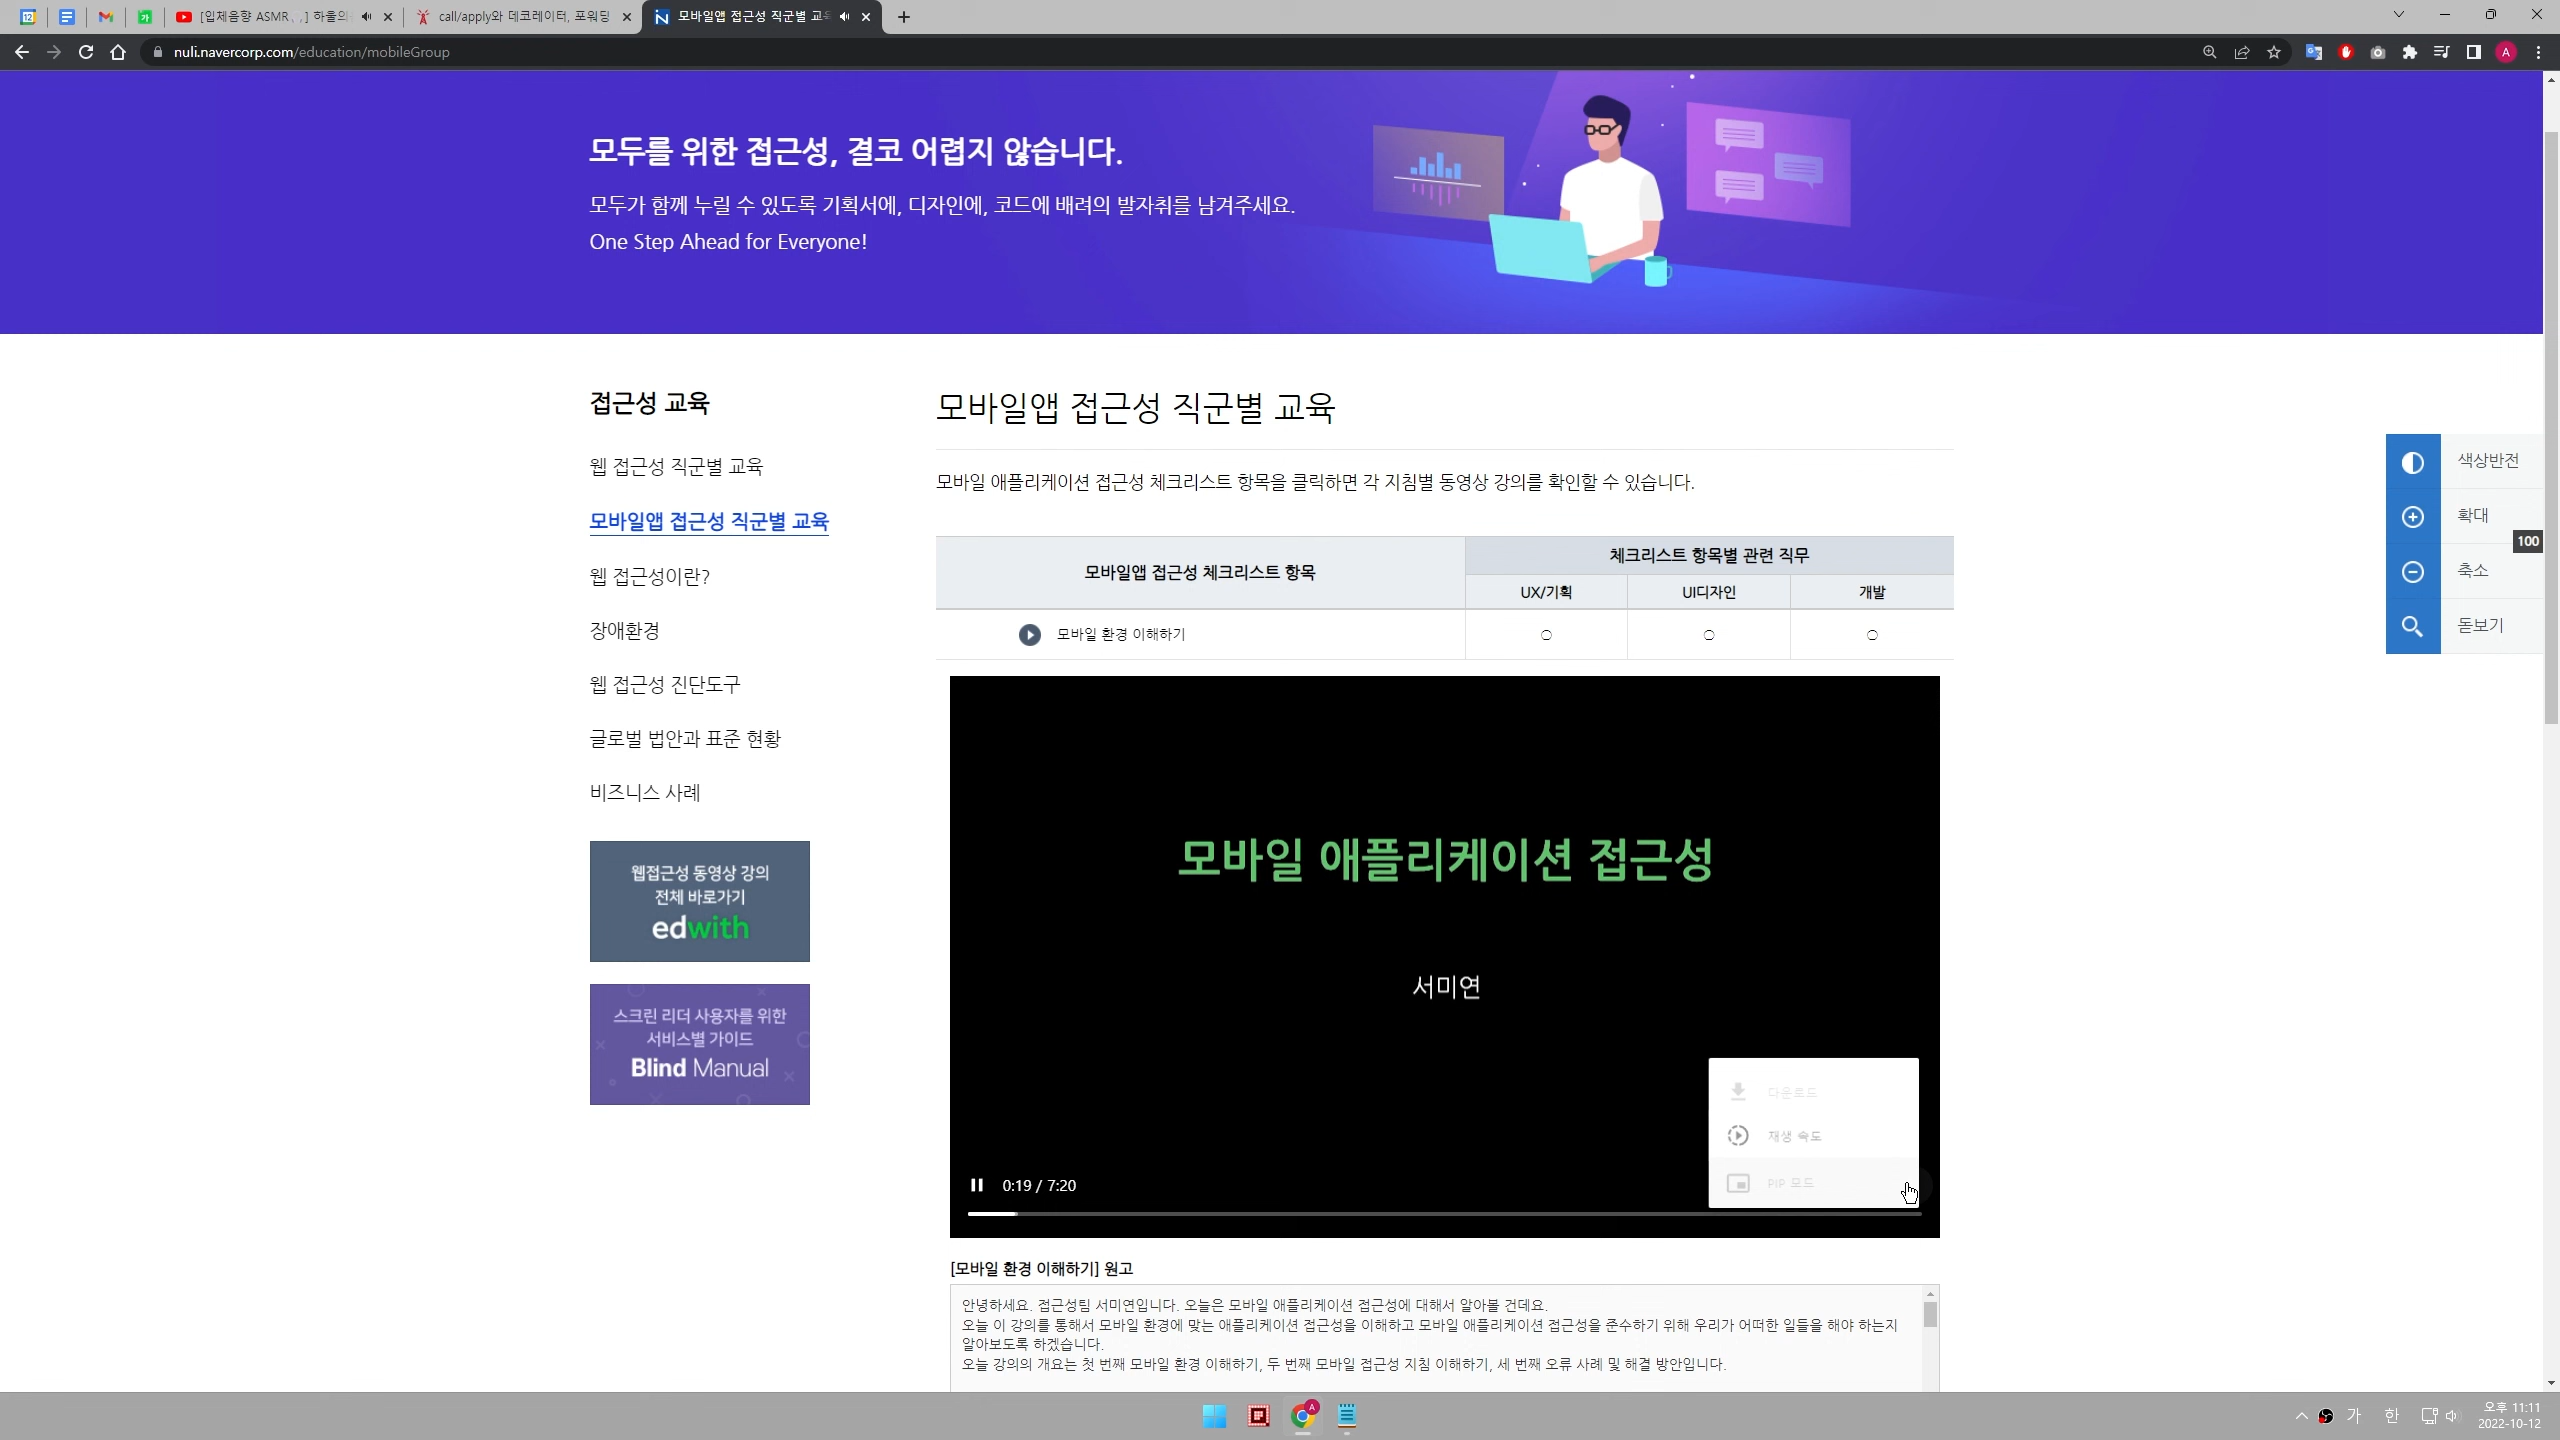 12
가
[입체음향 ASMR
] 하울의
call/apply와 데코레이터, 포워딩
모바일앱 접근성 직군별 교육
nuli.navercorp.com/education/mobileGroup
A
모두를 위한 접근성, 결코 어렵지 않습니다.
모두가 함께 누릴 수 있도록 기획서에, 디자인에, 코드에 배려의 발자취를 남겨주세요.
One Step Ahead for Everyone!
접근성 교육
웹 접근성 직군별 교육
모바일앱 접근성 직군별 교육
웹 접근성이란?
장애환경
웹 접근성 진단도구
글로벌 법안과 표준 현황
비즈니스 사례
웹접근성 동영상 강의
전체 바로가기
edwith
스크린 리더 사용자를 위한
서비스별 가이드
Blind Manual
모바일앱 접근성 직군별 교육
모바일 애플리케이션 접근성 체크리스트 항목을 클릭하면 각 지침별 동영상 강의를 확인할 수 있습니다.
모바일앱 접근성 체크리스트 항목
체크리스트 항목별 관련 직무
UX/기획
UI디자인
개발
모바일 환경 이해하기
○
○
○
모바일 애플리케이션 접근성
서미연
다운로드
재생 속도
PIP 모드
0:19 / 7:20
[모바일 환경 이해하기] 원고
안녕하세요. 접근성팀 서미연입니다. 오늘은 모바일 애플리케이션 접근성에 대해서 알아볼 건데요.
오늘 이 강의를 통해서 모바일 환경에 맞는 애플리케이션 접근성을 이해하고 모바일 애플리케이션 접근성을 준수하기 위해 우리가 어떠한 일들을 해야 하는지
알아보도록 하겠습니다.
오늘 강의의 개요는 첫 번째 모바일 환경 이해하기, 두 번째 모바일 접근성 지침 이해하기, 세 번째 오류 사례 및 해결 방안입니다.
색상반전
확대
100
축소
돋보기
A
가
한
오후 11:11
2022-10-12